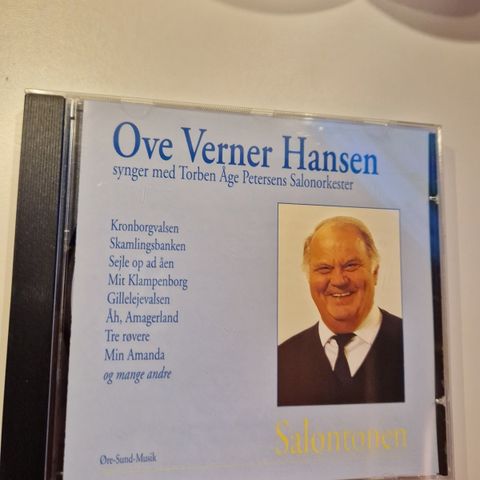 Ove Verner Hansen
synger med Torben Åge Petersens Salonorkester
Kronborgvalsen
Skamlingsbanken
Sejle op ad åen
Mit Klampenborg
Gillelejevalsen
Åh, Amagerland
Tre røvere
Min Amanda
og mange andre
Salontonen
Øre-Sund-Musik